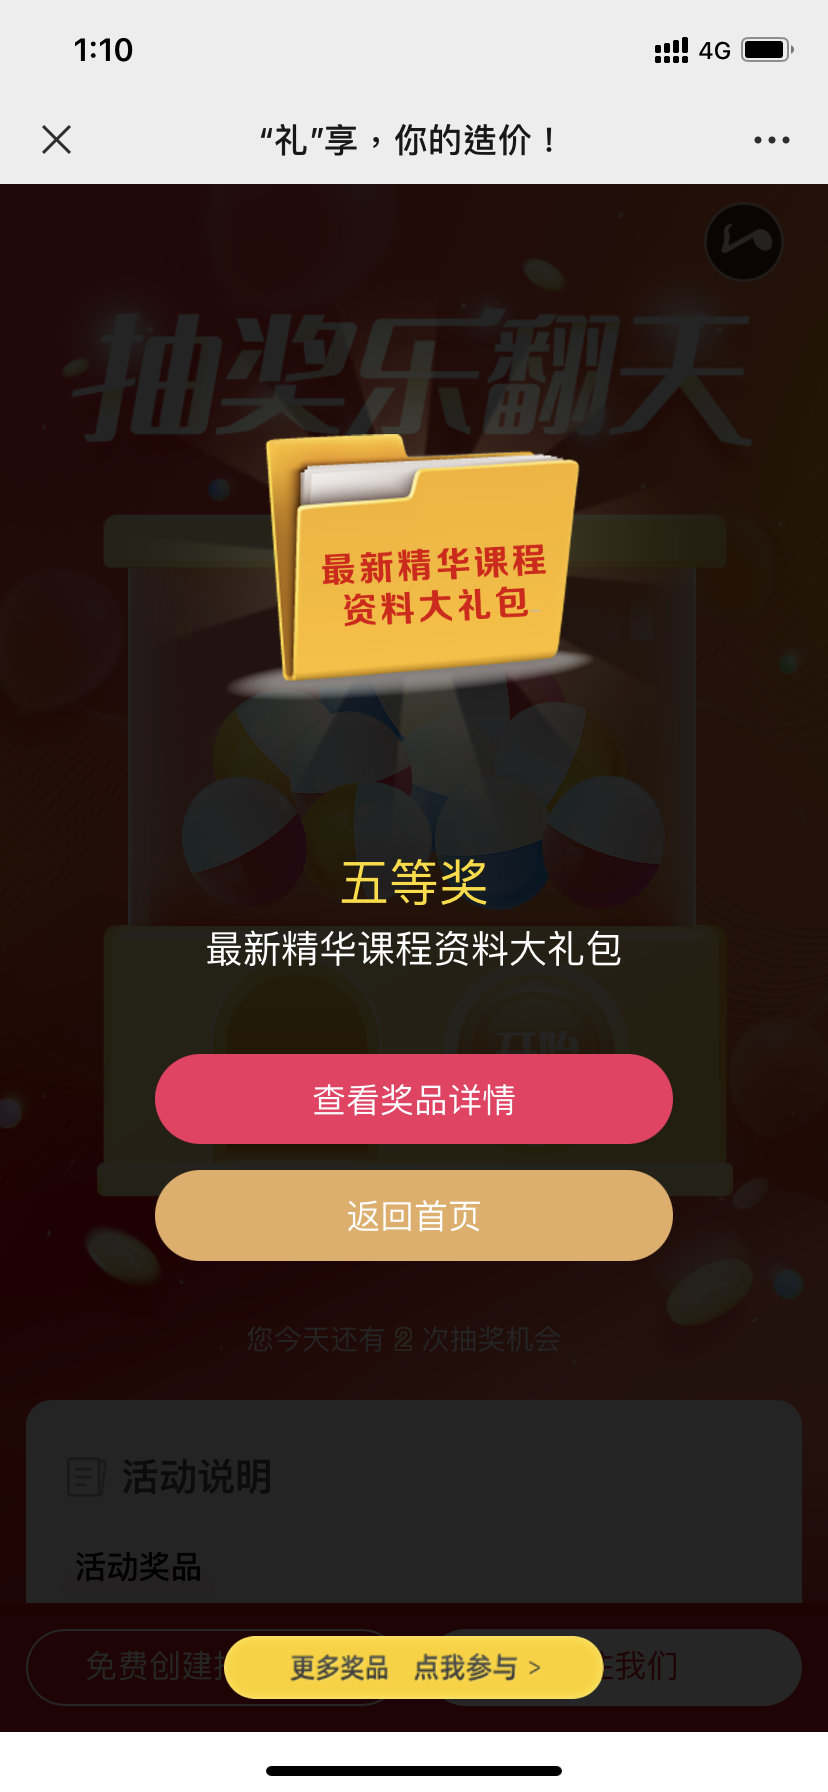 1:10
4G
“礼”享，你的造价！
抽奖乐翻天
最新精华课程
资料大礼包
五等奖
最新精华课程资料大礼包
开始
查看奖品详情
返回首页
您今天还有 2 次抽奖机会
活动说明
活动奖品
免费创建
更多奖品 点我参与 >
我们